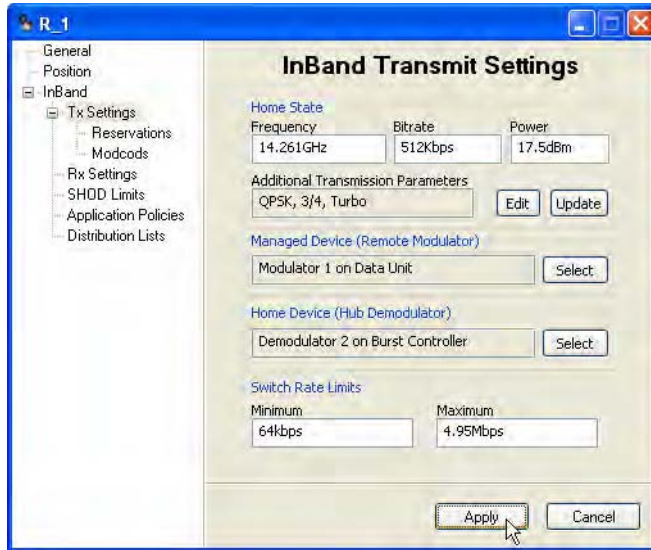 R_1
General
Position
InBand
Tx Settings
Reservations
Modcods
Rx Settings
SHOD Limits
Application Policies
Distribution Lists
InBand Transmit Settings
Home State
Frequency Bitrate Power
14.261GHz 512Kbps 17.5dBm
Additional Transmission Parameters
QPSK, 3/4, Turbo Edit Update
Managed Device (Remote Modulator)
Modulator 1 on Data Unit Select
Home Device (Hub Demodulator)
Demodulator 2 on Burst Controller Select
Switch Rate Limits
Minimum Maximum
64kbps 4.95Mbps
Apply Cancel